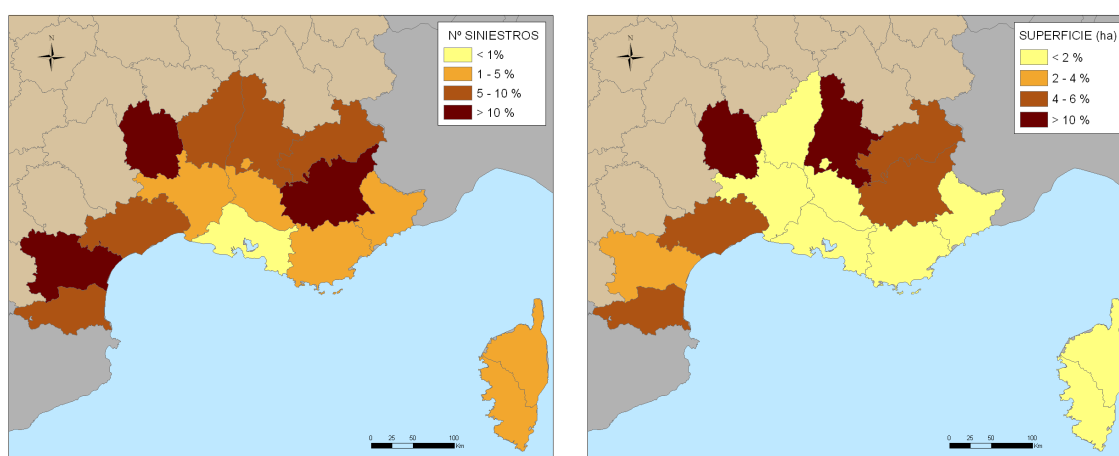 N
Nº SINIESTROS
< 1%
1 - 5 %
5 - 10 %
> 10 %
0 25 50 100
Km
N
SUPERFICIE (ha)
< 2 %
2 - 4%
4 - 6 %
> 10 %
0 25 50 100
Km